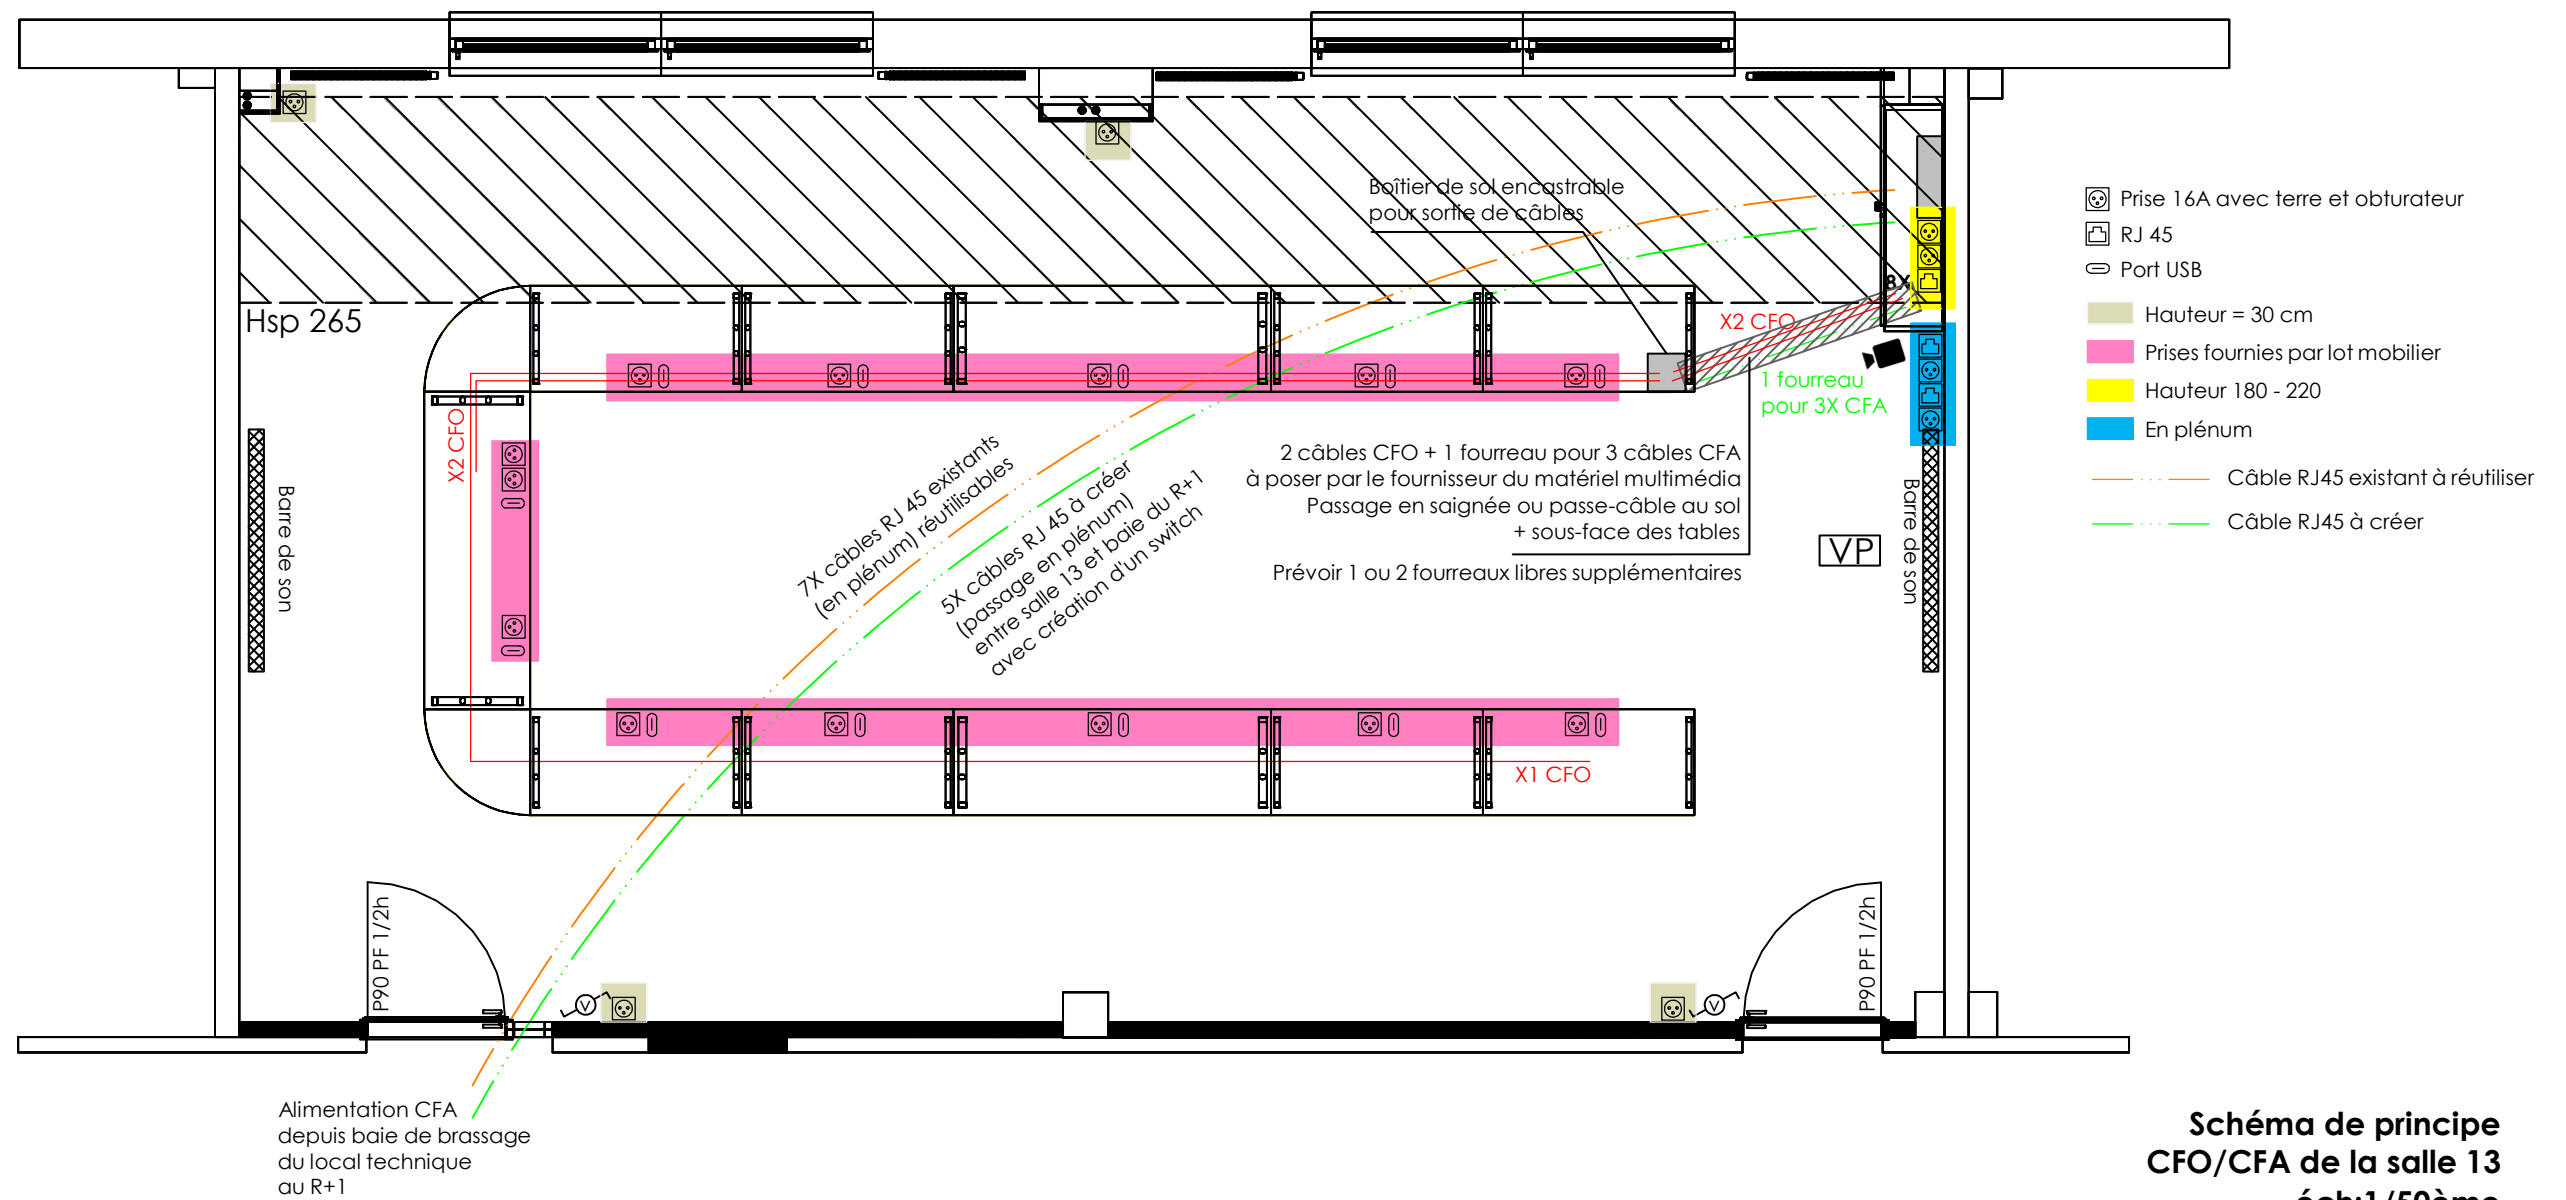 Boîtier de sol encastrable
pour sortie de câbles
Prise 16A avec terre et obturateur
RJ 45
Port USB
Hauteur = 30 cm
Prises fournies par lot mobilier
Hauteur 180 - 220
En plénum
Câble RJ45 existant à réutiliser
Câble RJ45 à créer
Hsp 265
8X
X2 CFO
1 fourreau
pour 3X CFA
X2 CFO
Barre de son
7X câbles RJ 45 existants
(en plénum) réutilisables
5X câbles RJ 45 à créer
(passage en plénum)
entre salle 13 et baie du R+1
avec création d'un switch
2 câbles CFO + 1 fourreau pour 3 câbles CFA
à poser par le fournisseur du matériel multimédia
Passage en saignée ou passe-câble au sol
+ sous-face des tables
Prévoir 1 ou 2 fourreaux libres supplémentaires
VP
Barre de son
X1 CFO
P90 PF 1/2h
P90 PF 1/2h
V
V
Alimentation CFA
depuis baie de brassage
du local technique
au R+1
Schéma de principe
CFO/CFA de la salle 13
éch:1/50ème